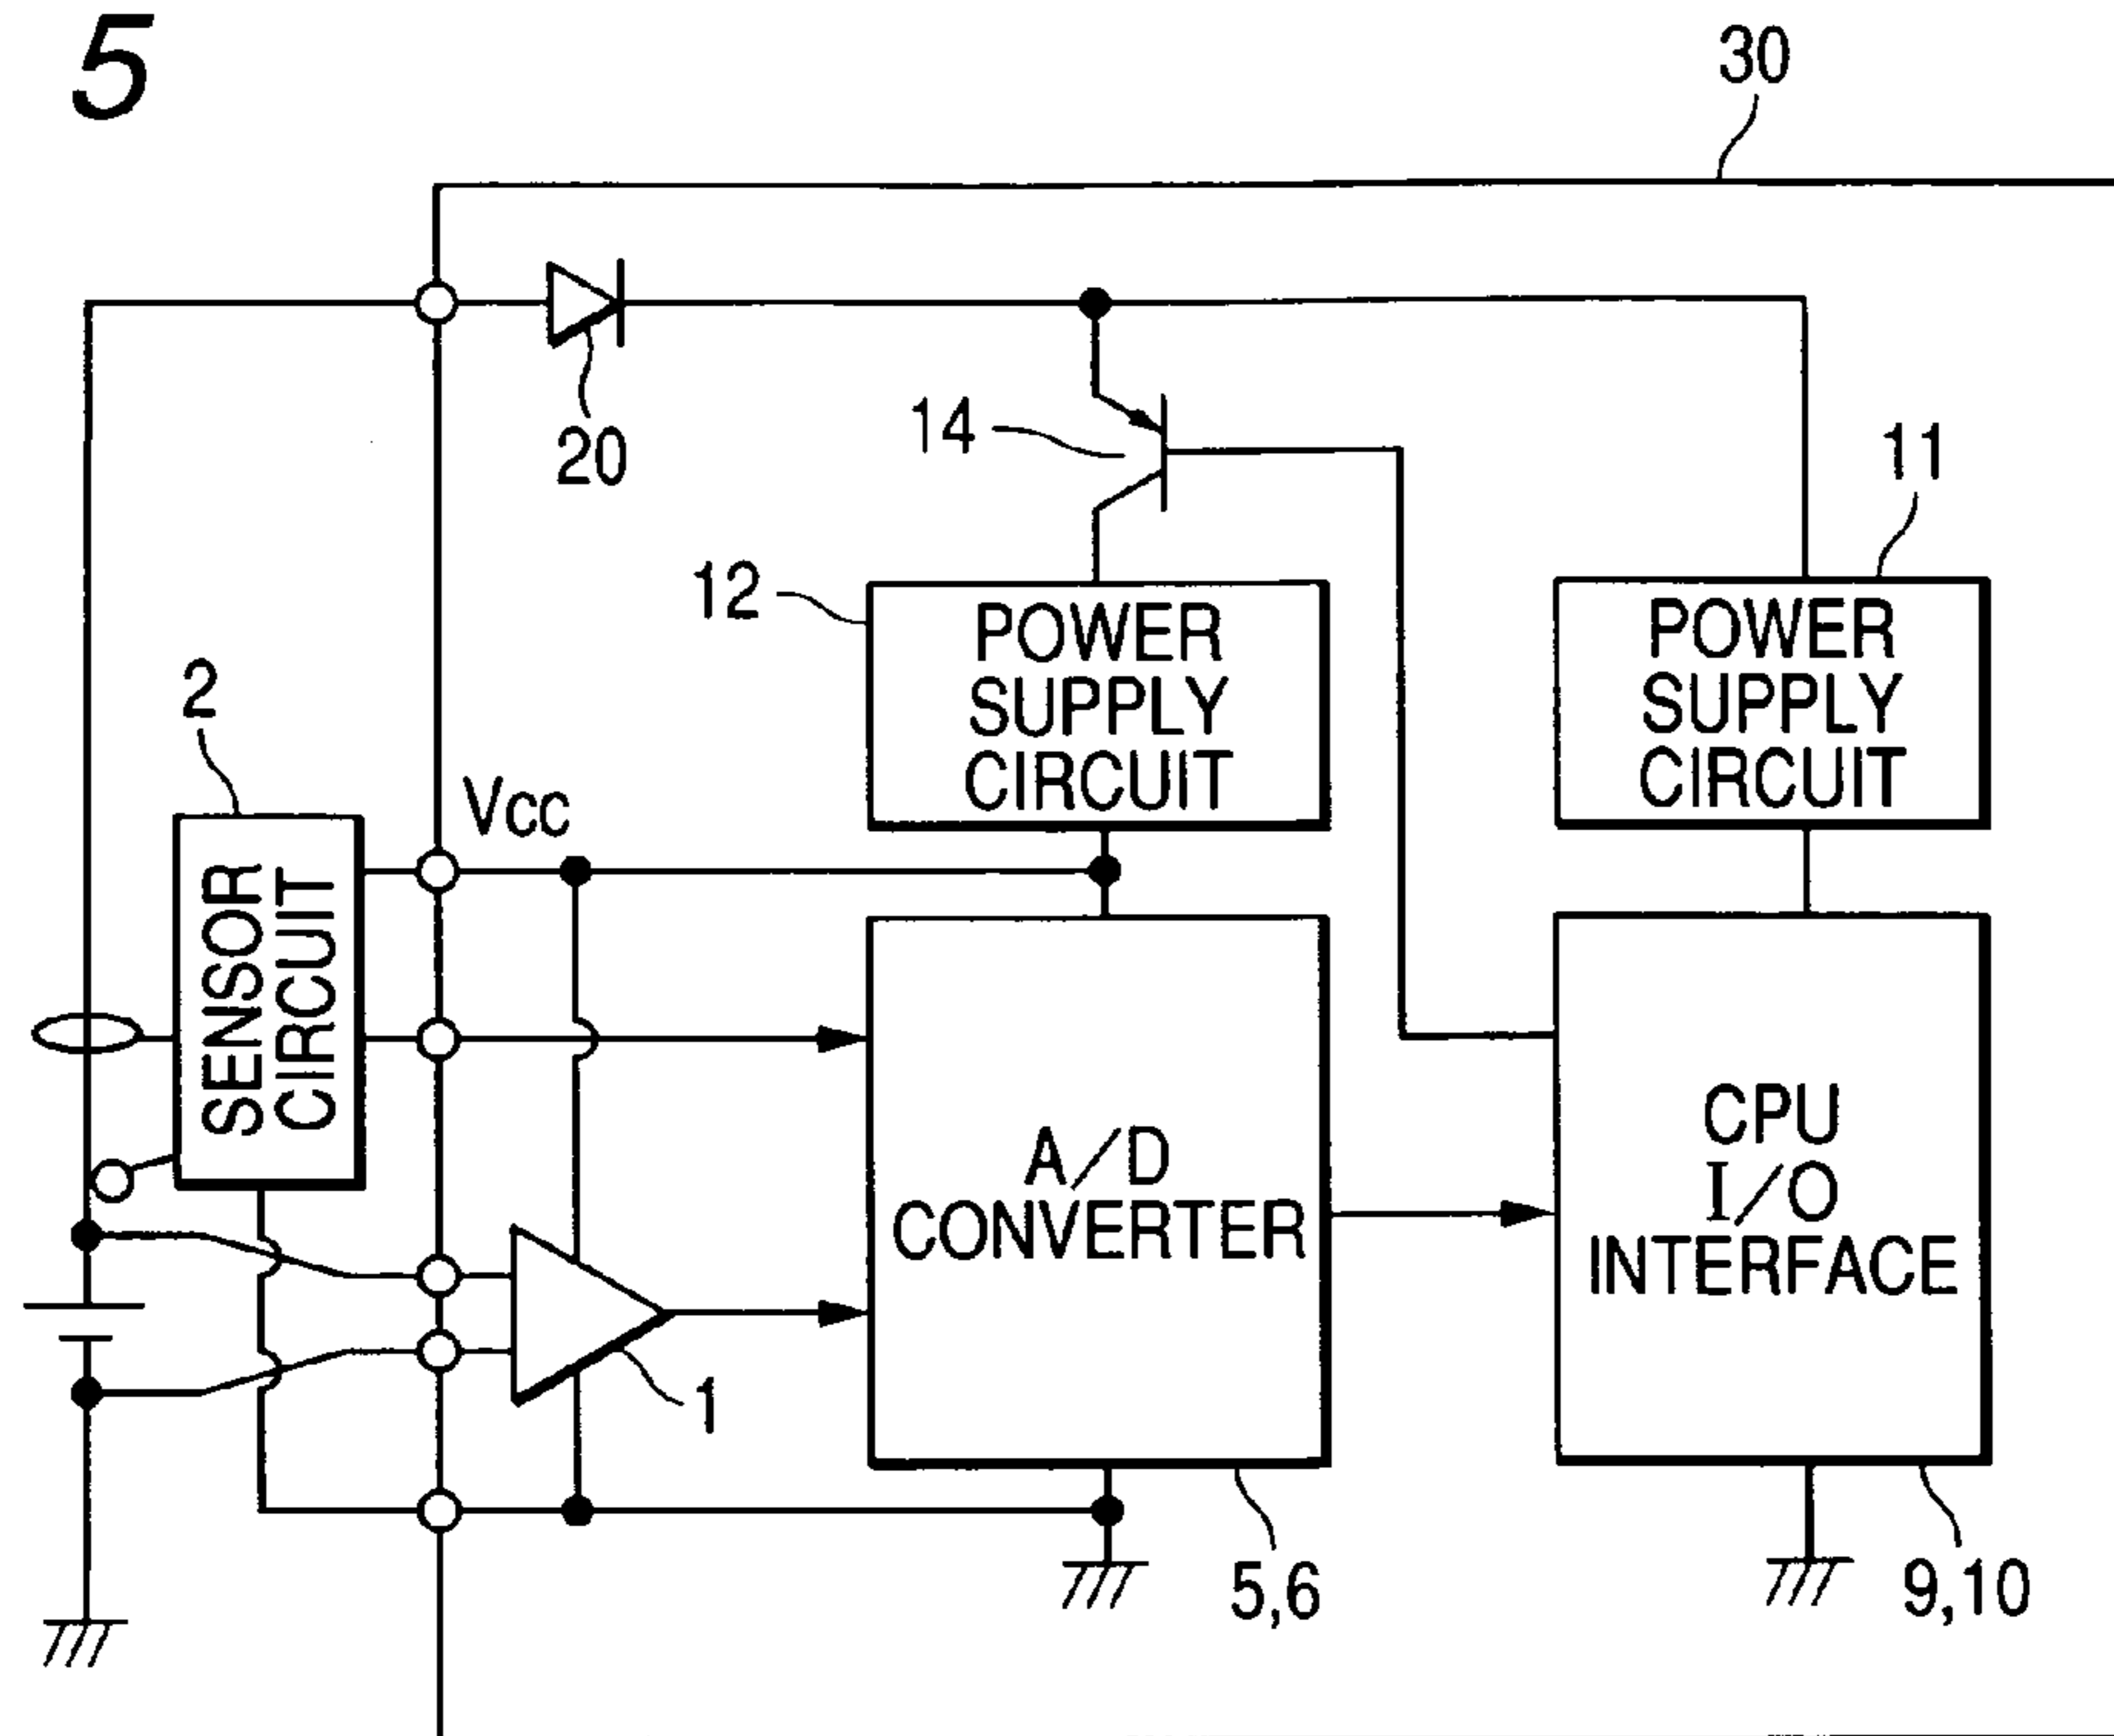 5
30
20
14
11
12
POWER
SUPPLY
CIRCUIT
POWER
SUPPLY
CIRCUIT
2
Vcc
SENSOR
CIRCUIT
A/D
CONVERTER
CPU
I/O
INTERFACE
1
5,6
9,10